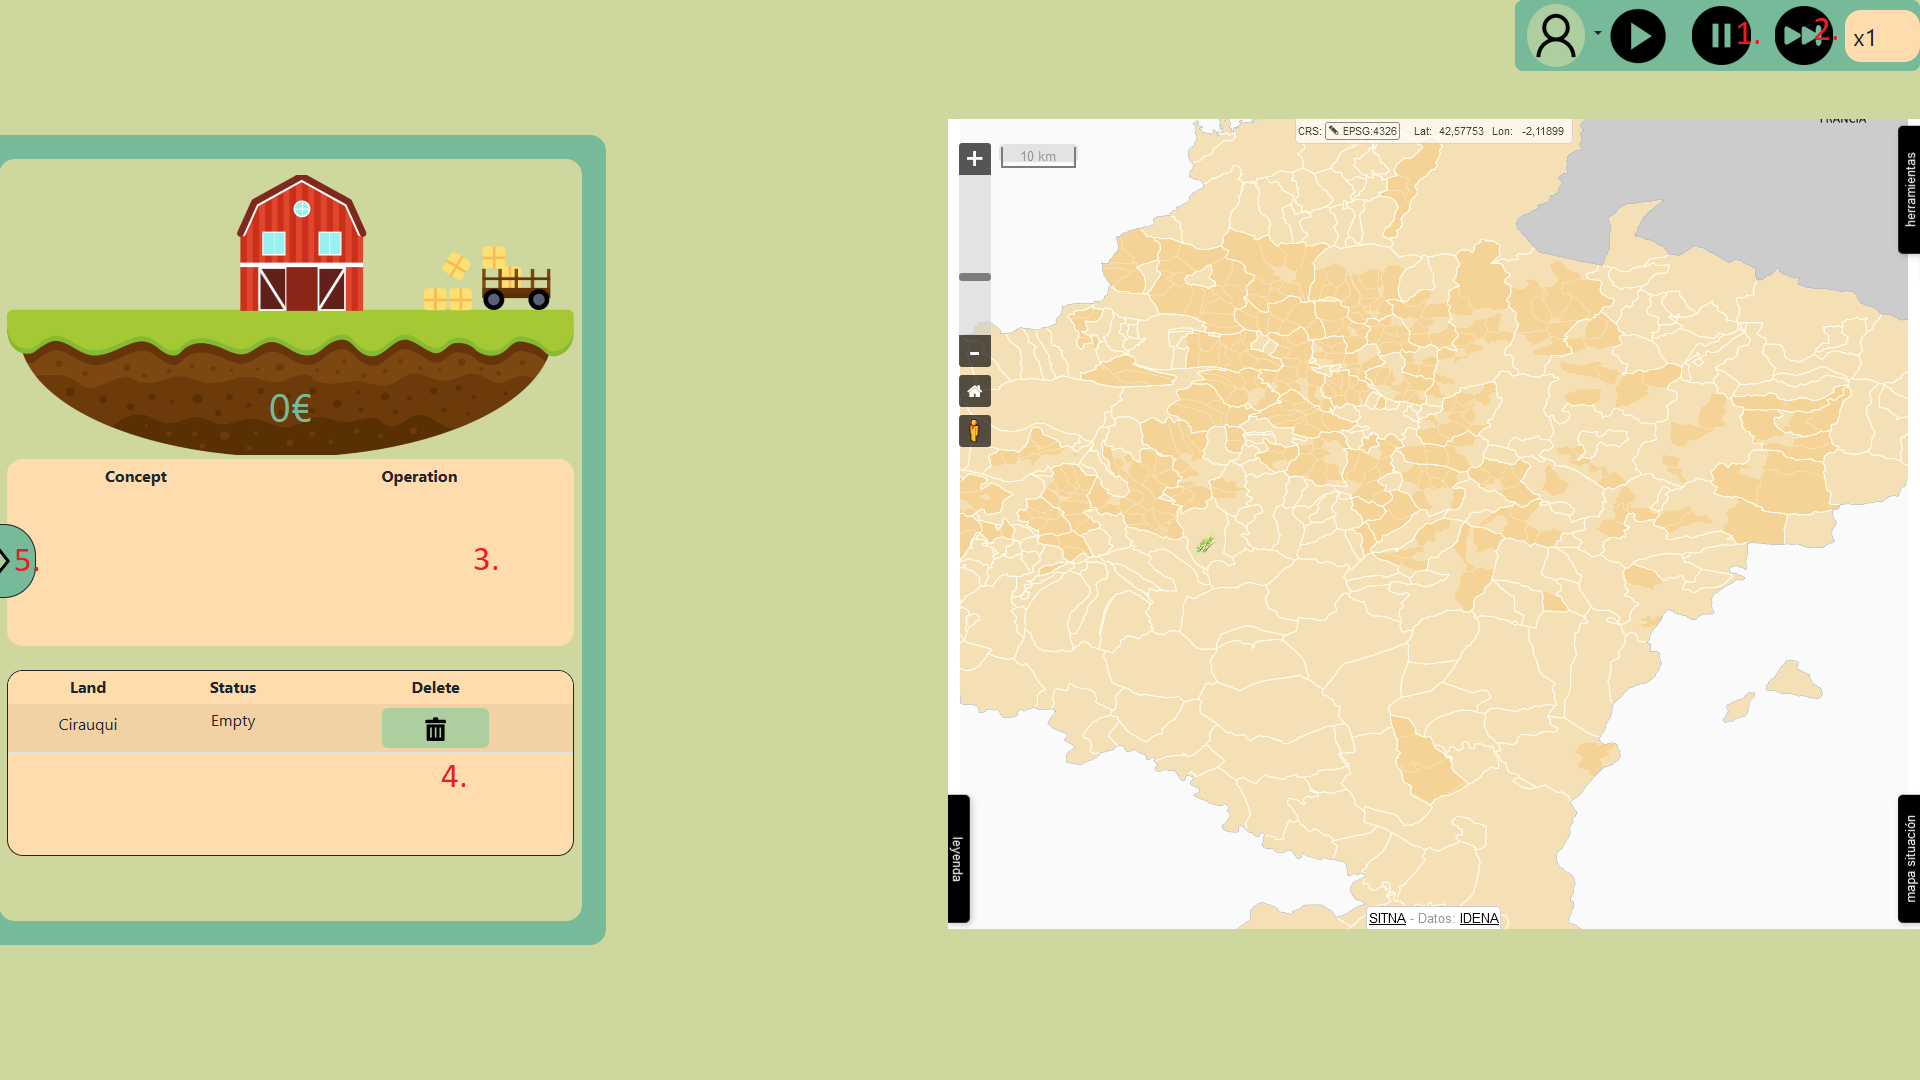 1.
2.
x1
FRANCIA
CRS: EPSG:4326 Lat: 42,57753 Lon: -2,11899
+
10 km
herramientas
-
0€
Concept Operation
5.
3.
Land Status Delete
Cirauqui Empty
4.
leyenda
mapa situación
SITNA - Datos: IDENA